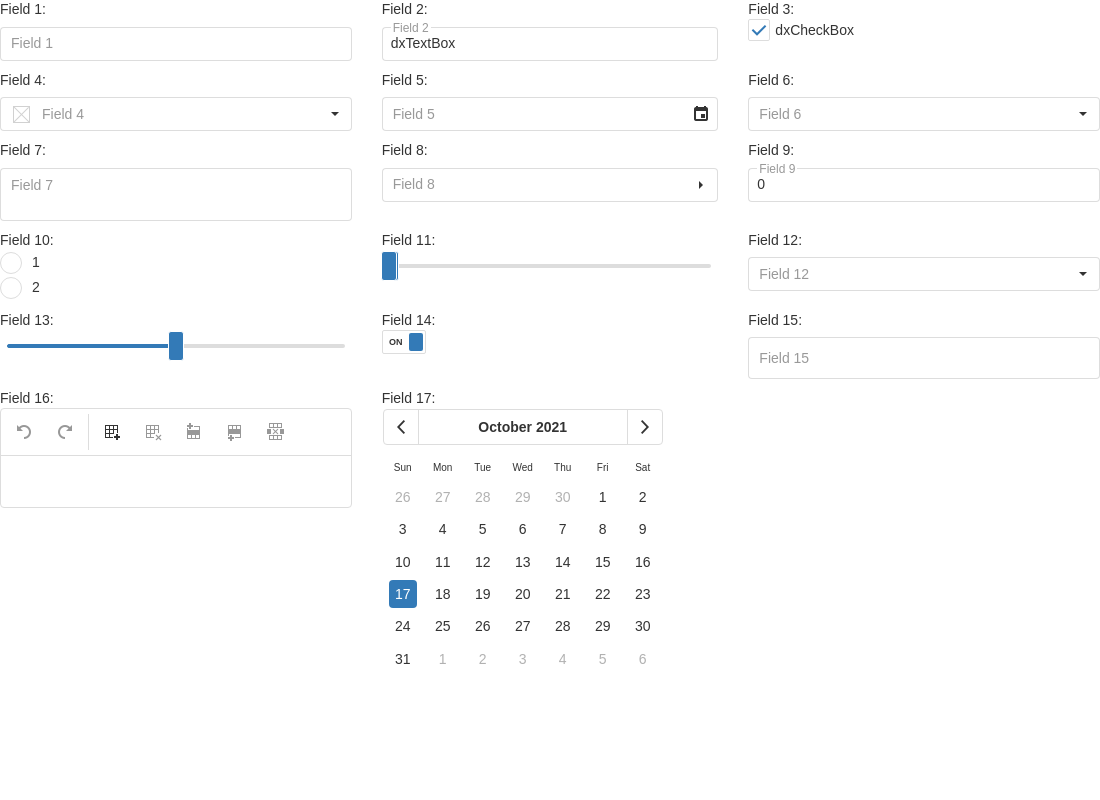 Field 1:
Field 1
Field 2:
Field 2
dxTextBox
Field 3:
dxCheckBox
Field 4:
Field 4
Field 5:
Field 5
Field 6:
Field 6
Field 7:
Field 7
Field 8:
Field 8
Field 9:
Field 9
0
Field 10:
1
2
Field 11:
Field 12:
Field 12
Field 13:
Field 14:
ON
Field 15:
Field 15
Field 16:
Field 17:
October 2021
Sun Mon Tue Wed Thu Fri Sat
26 27 28 29 30 1 2
3 4 5 6 7 8 9
10 11 12 13 14 15 16
17 18 19 20 21 22 23
24 25 26 27 28 29 30
31 1 2 3 4 5 6